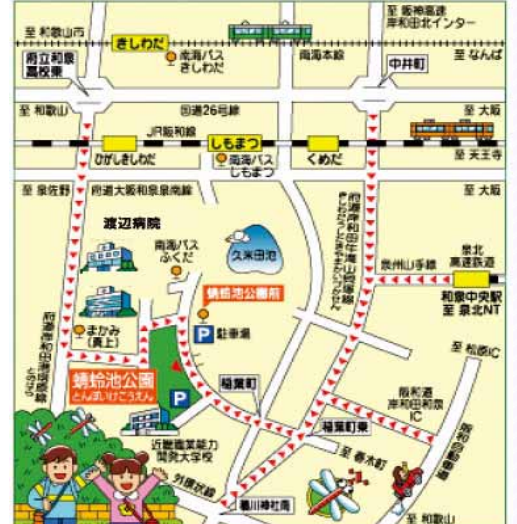 至 阪神高速
岸和田北インター
至 和歌山市
きしわだ
南海バス
きしわだ
南海本線
至 なんば
府立和泉
高校東
中井町
至 和歌山
国道26号線
至 大阪
JR阪和線
ひがしきしわだ
しもまつ
くめだ
南海バス
しもまつ
至 天王寺
至 泉佐野
府道大阪和泉泉南線
至 大阪
渡辺病院
南海バス
ふくだ
久米田池
泉州山手線
泉北
高速鉄道
和泉中央駅
至 泉北NT
蜻蛉池公園前
P 駐車場
まかみ
(真上)
至 松原IC
蜻蛉池公園
とんぼいけこうえん
P
稲葉町
阪和道
岸和田和泉
IC
阪和自動車道
稲葉町東
近畿職業能力
開発大学校
至 春木町
外環状線
積川神社南
至 和歌山